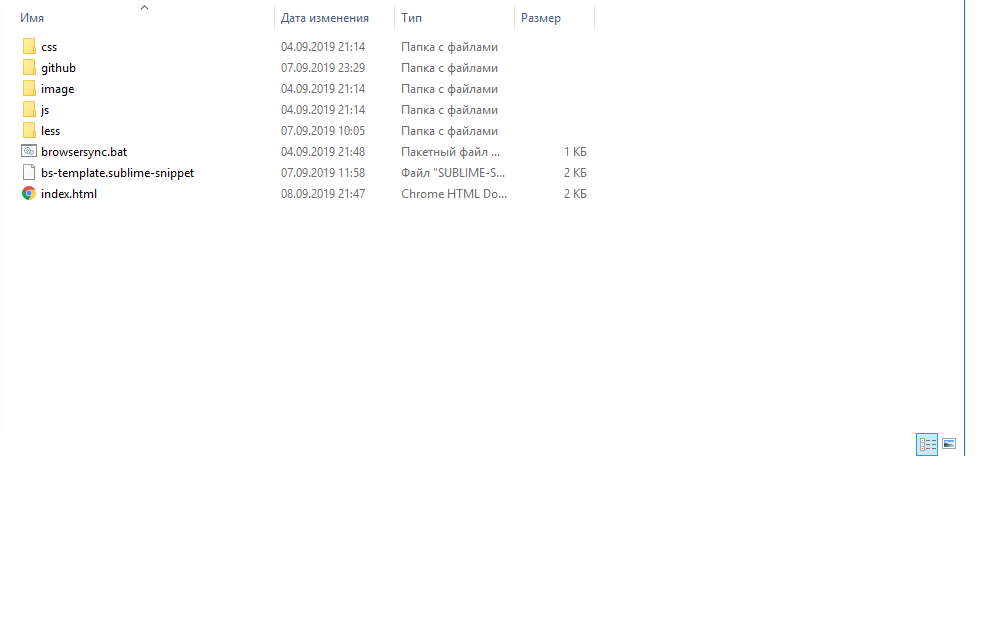 Имя Дата изменения Тип Размер
css 04.09.2019 21:14 Папка с файлами
github 07.09.2019 23:29 Папка с файлами
image 04.09.2019 21:14 Папка с файлами
js 04.09.2019 21:14 Папка с файлами
less 07.09.2019 10:05 Папка с файлами
browsersync.bat 04.09.2019 21:48 Пакетный файл ... 1 КБ
bs-template.sublime-snippet 07.09.2019 11:58 Файл "SUBLIME-S... 2 КБ
index.html 08.09.2019 21:47 Chrome HTML Do... 2 КБ